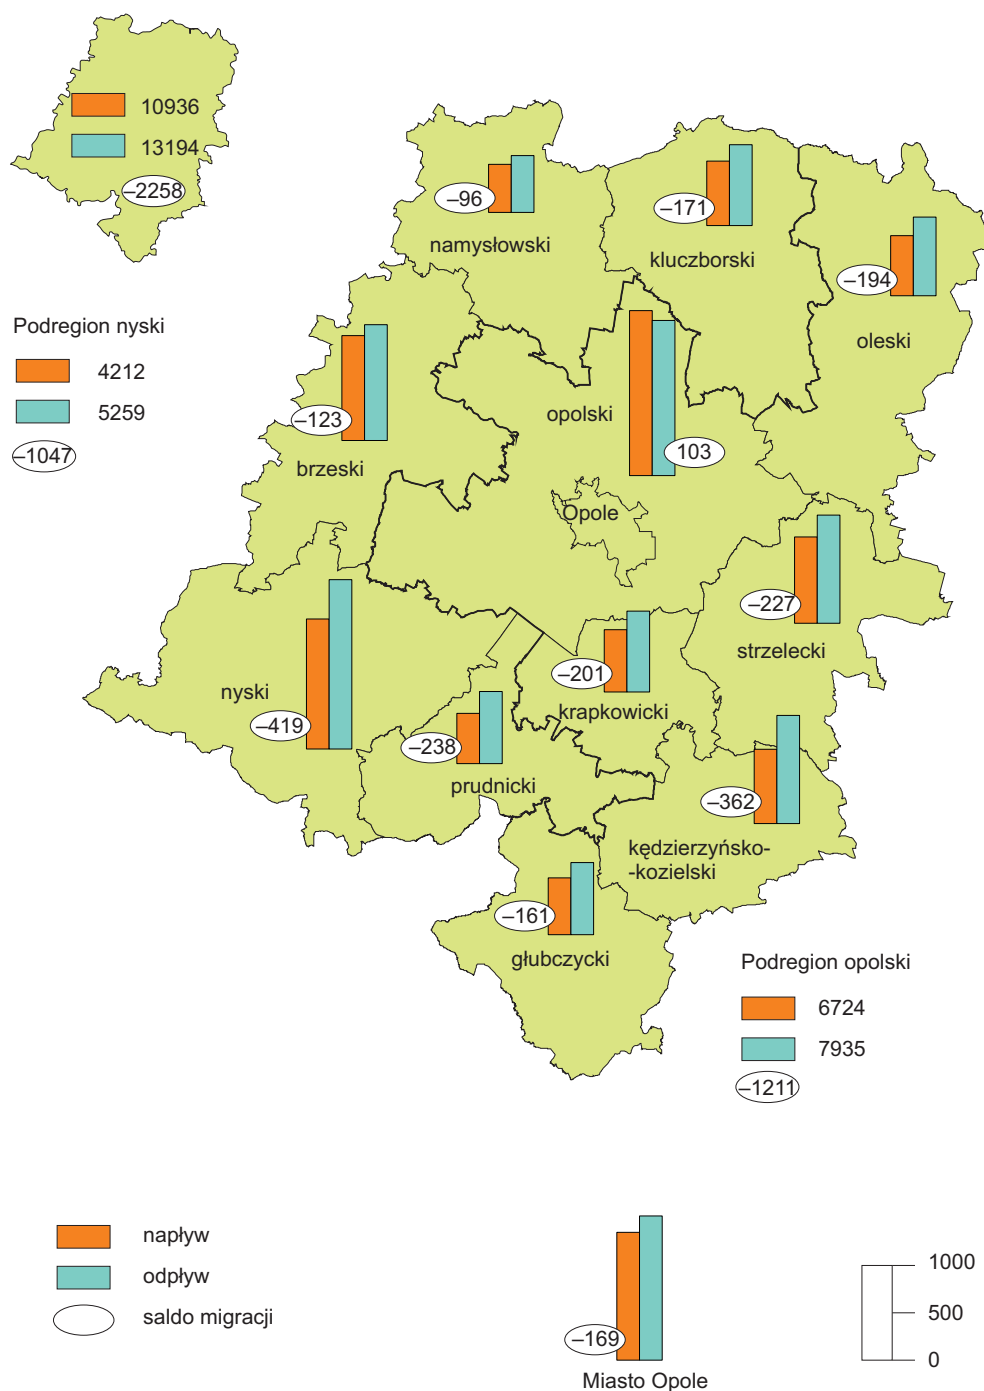 10936
13194
–2258
–96
namysłowski
–171
kluczborski
–194
oleski
Podregion nyski
4212
5259
–1047
–123
brzeski
opolski
103
Opole
–227
strzelecki
nyski
–419
–201
krapkowicki
–238
prudnicki
–362
kędzierzyńsko-
-kozielski
–161
głubczycki
Podregion opolski
6724
7935
–1211
napływ
odpływ
saldo migracji
–169
Miasto Opole
1000
500
0